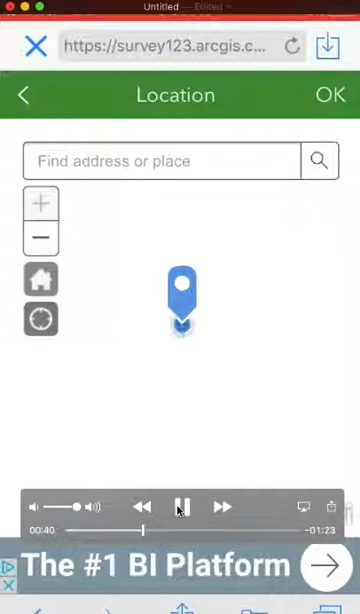 Untitled — Edited
https://survey123.arcgis.c...
Location
OK
Find address or place
00:40
-01:23
The #1 BI Platform